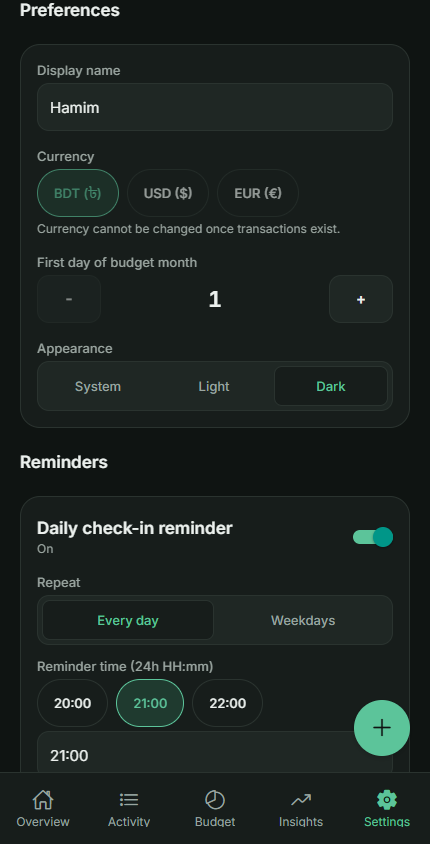 Preferences
Display name
Hamim
Currency
BDT (৳) USD ($) EUR (€)
Currency cannot be changed once transactions exist.
First day of budget month
- 1 +
Appearance
System Light Dark
Reminders
Daily check-in reminder
On
Repeat
Every day Weekdays
Reminder time (24h HH:mm)
20:00 21:00 22:00
21:00
+
Overview Activity Budget Insights Settings